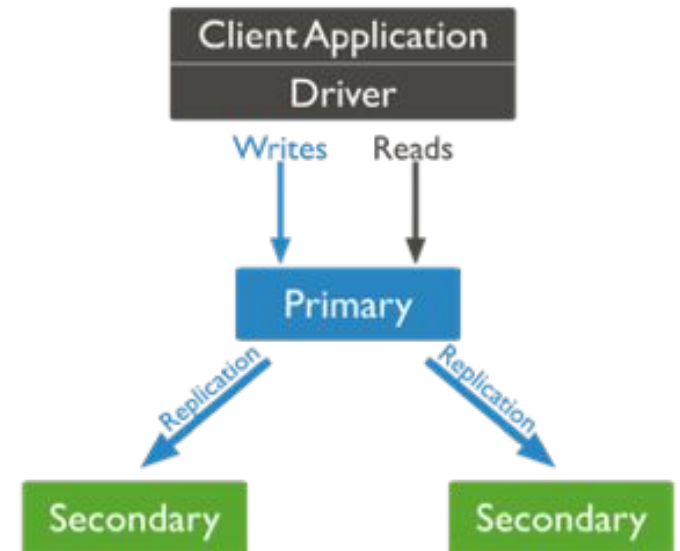 Client Application
Driver
Writes
Reads
Primary
Replication
Replication
Secondary
Secondary